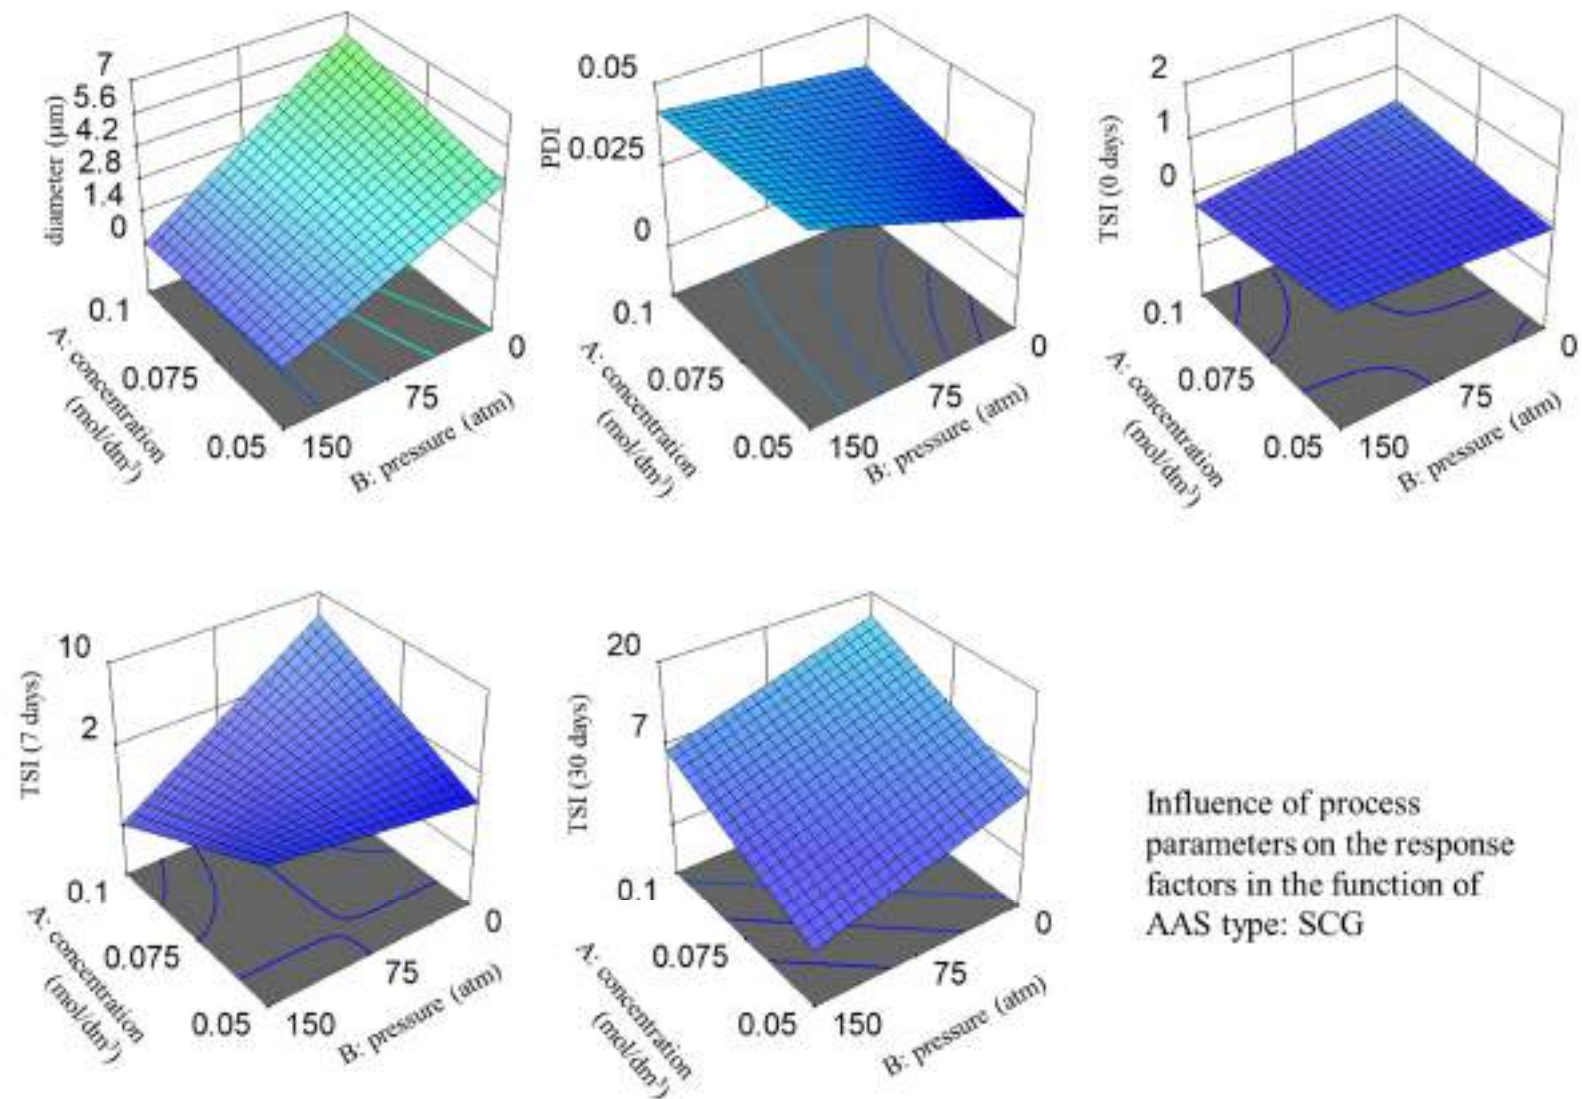 7
5.6
4.2
2.8
1.4
0
diameter (μm)
0.1
0.075
0.05
A: concentration
(mol/dm³)
150
75
0
B: pressure (atm)
0.05
0.025
0
PDI
0.1
0.075
0.05
A: concentration
(mol/dm³)
150
75
0
B: pressure (atm)
2
1
0
TSI (0 days)
0.1
0.075
0.05
A: concentration
(mol/dm³)
150
75
0
B: pressure (atm)
10
2
TSI (7 days)
0.1
0.075
0.05
A: concentration
(mol/dm³)
150
75
0
B: pressure (atm)
20
7
TSI (30 days)
0.1
0.075
0.05
A: concentration
(mol/dm³)
150
75
0
B: pressure (atm)
Influence of process
parameters on the response
factors in the function of
AAS type: SCG